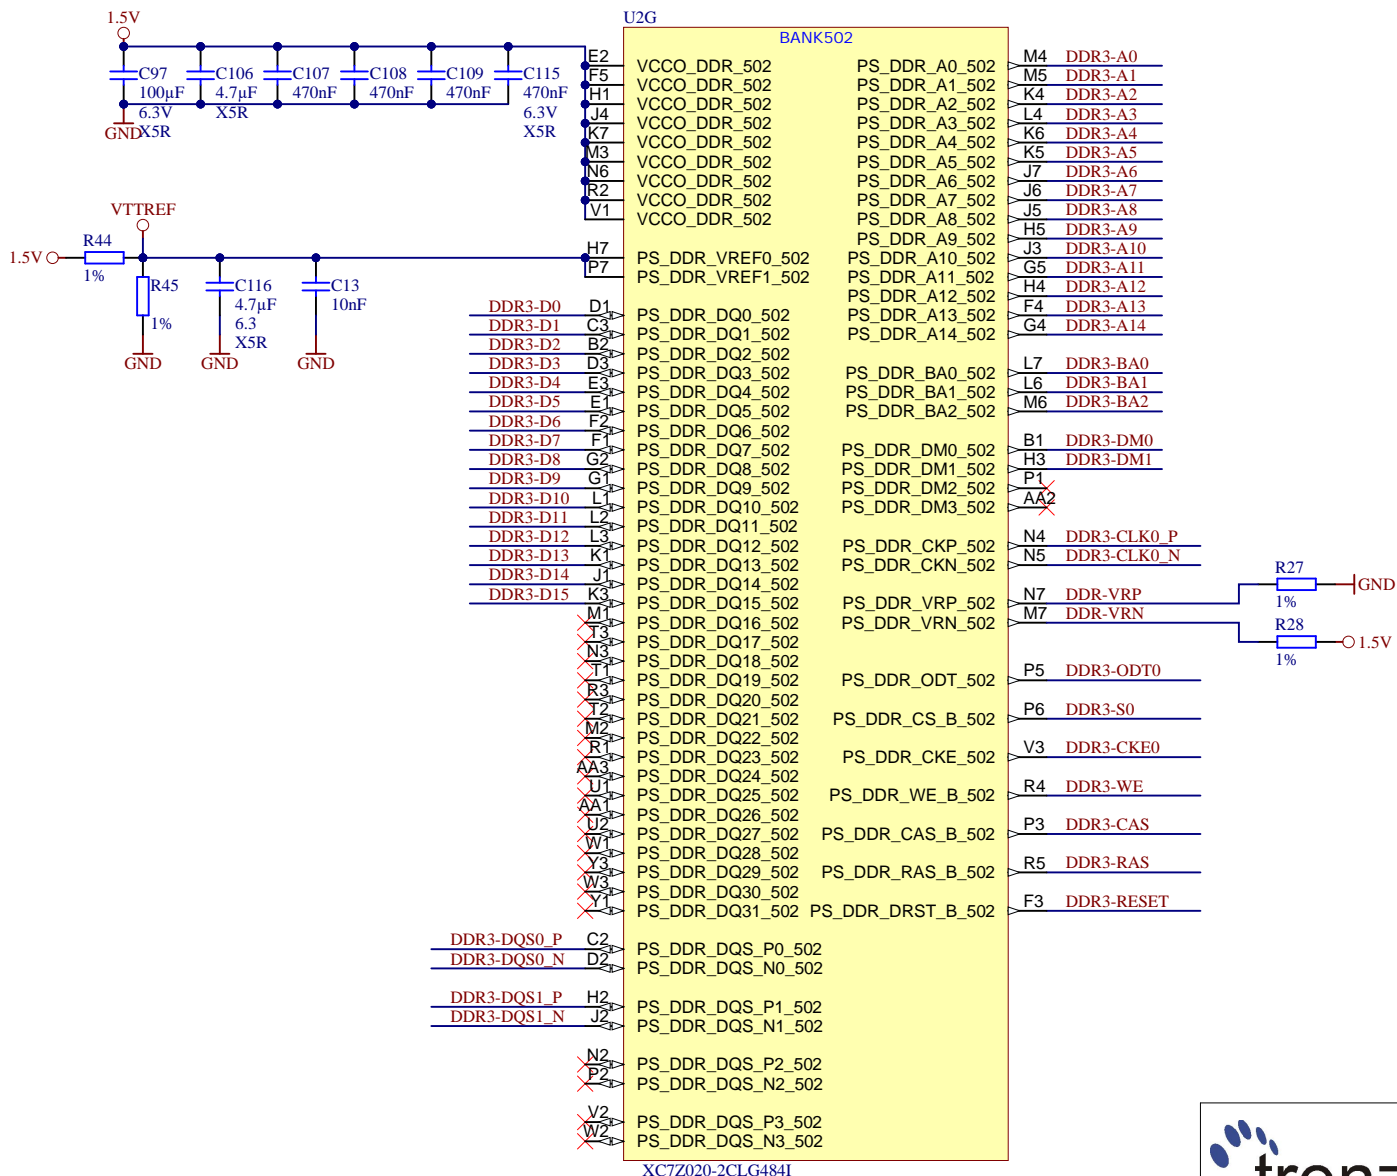 1.5V
C97
100µF
6.3V
X5R
C106
4.7µF
X5R
C107
470nF
C108
470nF
C109
470nF
C115
470nF
6.3V
X5R
GND
VTTREF
1.5V
R44
1%
R45
1%
GND
C116
4.7µF
6.3
X5R
GND
C13
10nF
GND
U2G
BANK502
E2 VCCO_DDR_502
F5 VCCO_DDR_502
H1 VCCO_DDR_502
J4 VCCO_DDR_502
K7 VCCO_DDR_502
M3 VCCO_DDR_502
N6 VCCO_DDR_502
R2 VCCO_DDR_502
V1 VCCO_DDR_502
H7 PS_DDR_VREF0_502
P7 PS_DDR_VREF1_502
DDR3-D0 D1 PS_DDR_DQ0_502
DDR3-D1 C3 PS_DDR_DQ1_502
DDR3-D2 B2 PS_DDR_DQ2_502
DDR3-D3 D3 PS_DDR_DQ3_502
DDR3-D4 E3 PS_DDR_DQ4_502
DDR3-D5 E1 PS_DDR_DQ5_502
DDR3-D6 F2 PS_DDR_DQ6_502
DDR3-D7 F1 PS_DDR_DQ7_502
DDR3-D8 G2 PS_DDR_DQ8_502
DDR3-D9 G1 PS_DDR_DQ9_502
DDR3-D10 L1 PS_DDR_DQ10_502
DDR3-D11 L2 PS_DDR_DQ11_502
DDR3-D12 L3 PS_DDR_DQ12_502
DDR3-D13 K1 PS_DDR_DQ13_502
DDR3-D14 J1 PS_DDR_DQ14_502
DDR3-D15 K3 PS_DDR_DQ15_502
M1 PS_DDR_DQ16_502
T3 PS_DDR_DQ17_502
N3 PS_DDR_DQ18_502
T1 PS_DDR_DQ19_502
R3 PS_DDR_DQ20_502
T2 PS_DDR_DQ21_502
M2 PS_DDR_DQ22_502
R1 PS_DDR_DQ23_502
AA3 PS_DDR_DQ24_502
U1 PS_DDR_DQ25_502
AA1 PS_DDR_DQ26_502
U2 PS_DDR_DQ27_502
W1 PS_DDR_DQ28_502
Y3 PS_DDR_DQ29_502
W3 PS_DDR_DQ30_502
Y1 PS_DDR_DQ31_502
DDR3-DQS0_P C2 PS_DDR_DQS_P0_502
DDR3-DQS0_N D2 PS_DDR_DQS_N0_502
DDR3-DQS1_P H2 PS_DDR_DQS_P1_502
DDR3-DQS1_N J2 PS_DDR_DQS_N1_502
N2 PS_DDR_DQS_P2_502
P2 PS_DDR_DQS_N2_502
V2 PS_DDR_DQS_P3_502
W2 PS_DDR_DQS_N3_502
PS_DDR_A0_502 M4 DDR3-A0
PS_DDR_A1_502 M5 DDR3-A1
PS_DDR_A2_502 K4 DDR3-A2
PS_DDR_A3_502 L4 DDR3-A3
PS_DDR_A4_502 K6 DDR3-A4
PS_DDR_A5_502 K5 DDR3-A5
PS_DDR_A6_502 J7 DDR3-A6
PS_DDR_A7_502 J6 DDR3-A7
PS_DDR_A8_502 J5 DDR3-A8
PS_DDR_A9_502 H5 DDR3-A9
PS_DDR_A10_502 J3 DDR3-A10
PS_DDR_A11_502 G5 DDR3-A11
PS_DDR_A12_502 H4 DDR3-A12
PS_DDR_A13_502 F4 DDR3-A13
PS_DDR_A14_502 G4 DDR3-A14
PS_DDR_BA0_502 L7 DDR3-BA0
PS_DDR_BA1_502 L6 DDR3-BA1
PS_DDR_BA2_502 M6 DDR3-BA2
PS_DDR_DM0_502 B1 DDR3-DM0
PS_DDR_DM1_502 H3 DDR3-DM1
PS_DDR_DM2_502 P1
PS_DDR_DM3_502 AA2
PS_DDR_CKP_502 N4 DDR3-CLK0_P
PS_DDR_CKN_502 N5 DDR3-CLK0_N
PS_DDR_VRP_502 N7 DDR-VRP
PS_DDR_VRN_502 M7 DDR-VRN
R27
1%
GND
R28
1%
1.5V
PS_DDR_ODT_502 P5 DDR3-ODT0
PS_DDR_CS_B_502 P6 DDR3-S0
PS_DDR_CKE_502 V3 DDR3-CKE0
PS_DDR_WE_B_502 R4 DDR3-WE
PS_DDR_CAS_B_502 P3 DDR3-CAS
PS_DDR_RAS_B_502 R5 DDR3-RAS
PS_DDR_DRST_B_502 F3 DDR3-RESET
XC7Z020-2CLG484I